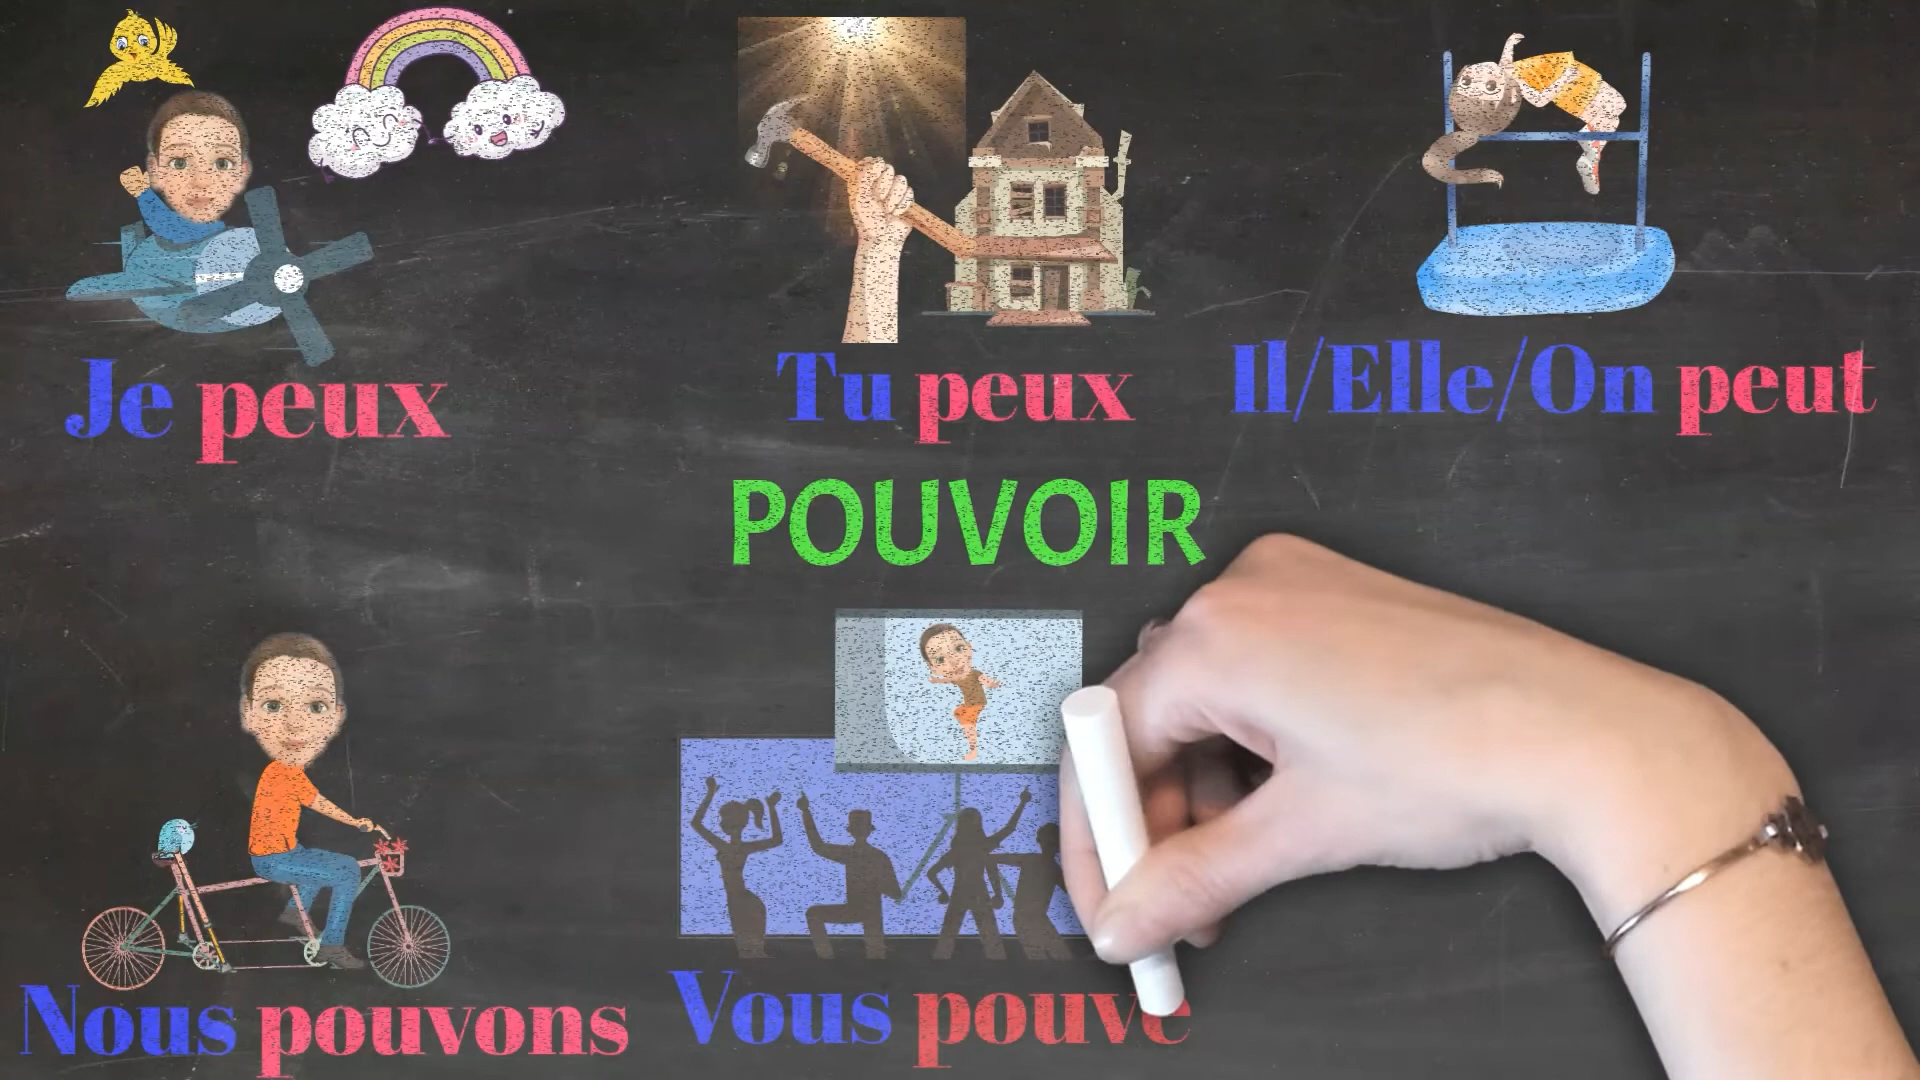 Je peux
Tu peux
Il/Elle/On peut
POUVOIR
Nous pouvons
Vous pouve